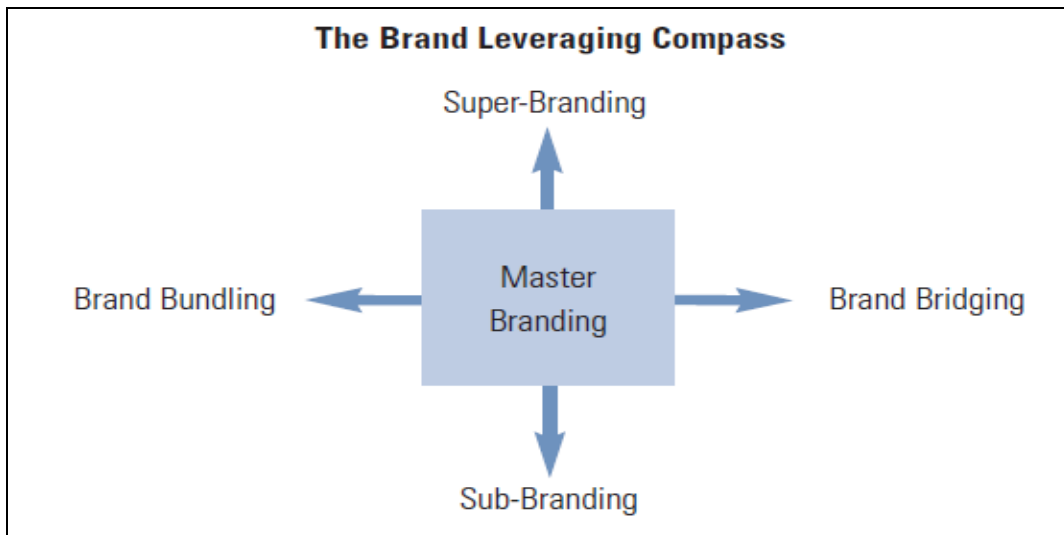 The Brand Leveraging Compass
Super-Branding
Master
Branding
Brand Bundling
Brand Bridging
Sub-Branding